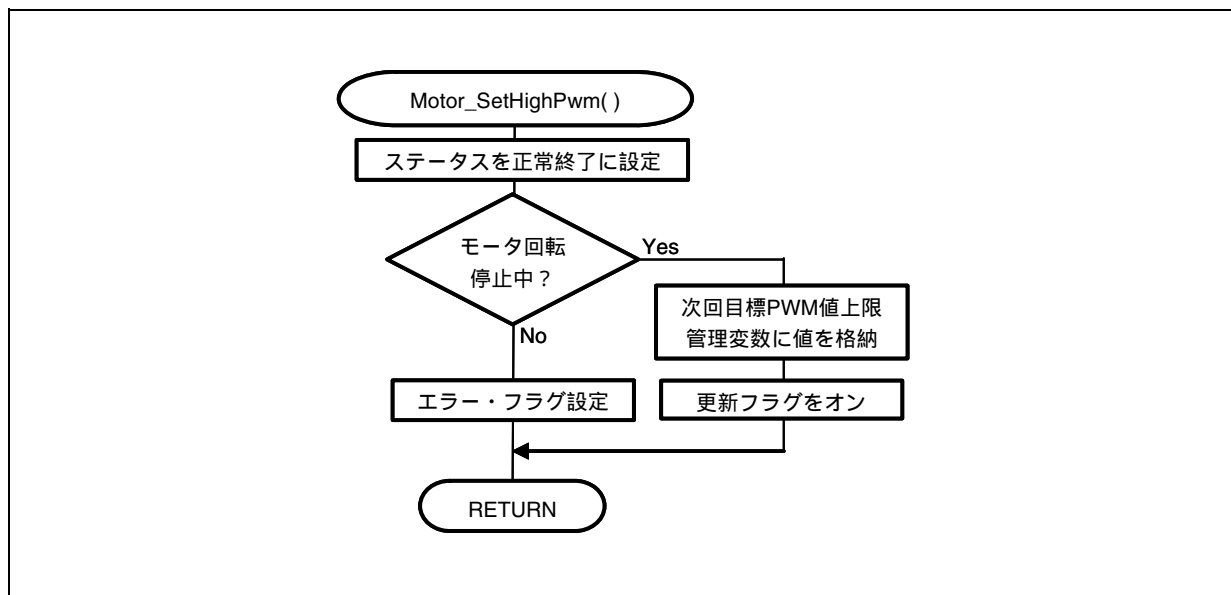 Motor_SetHighPwm( )
ステータスを正常終了に設定
モータ回転
停止中？
Yes
次回目標PWM値上限
管理変数に値を格納
更新フラグをオン
No
エラー・フラグ設定
RETURN